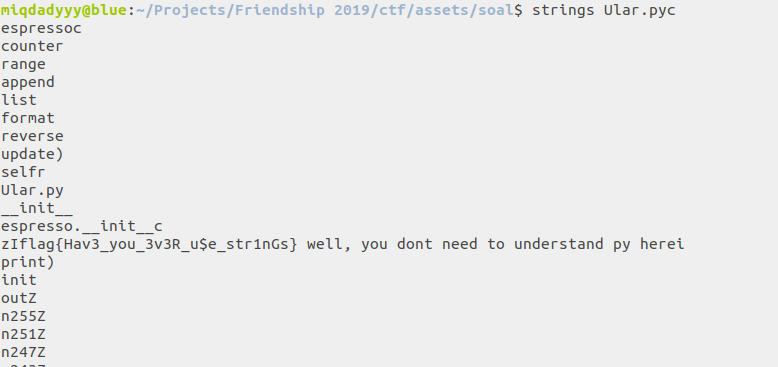 miqdadyyy@blue:~/Projects/Friendship 2019/ctf/assets/soal$ strings Ular.pyc
espressoc
counter
range
append
list
format
reverse
update)
selfr
Ular.py
__init__
espresso.__init__c
zIflag{Hav3_you_3v3R_u$e_str1nGs} well, you dont need to understand py herei
print)
init
outZ
n255Z
n251Z
n247Z